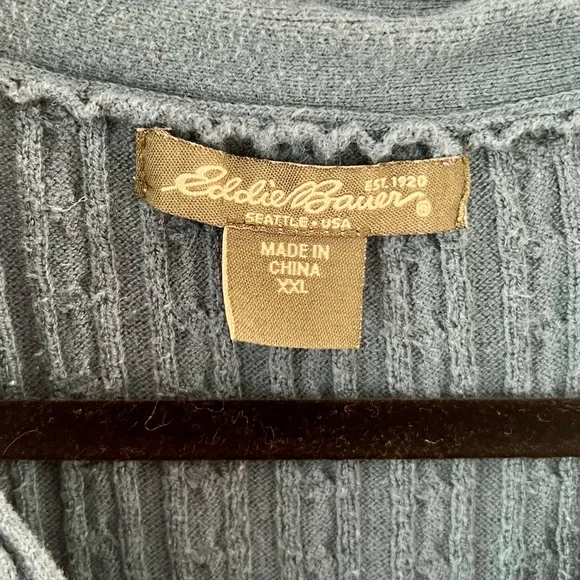 EST. 1920
Eddie Bauer®
SEATTLE • USA
MADE IN
CHINA
XXL